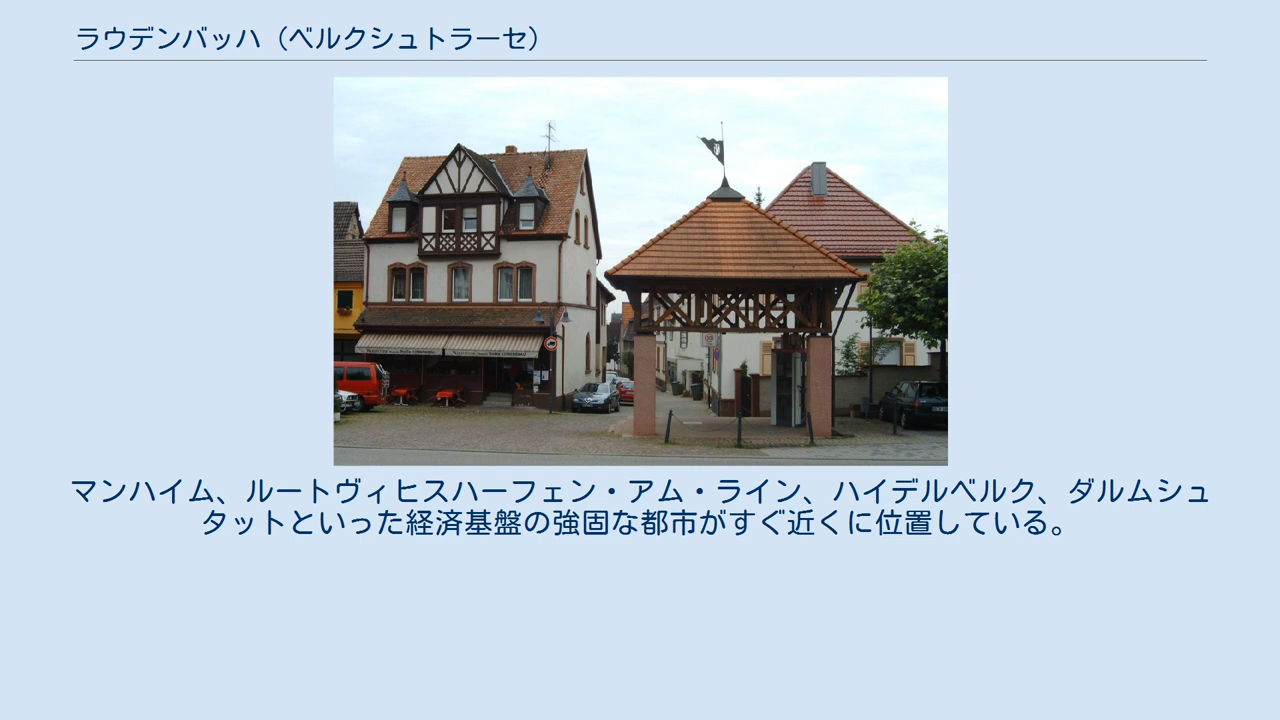 ラウデンバッハ（ベルクシュトラーセ）
マンハイム、ルートヴィヒスハーフェン・アム・ライン、ハイデルベルク、ダルムシュ
タットといった経済基盤の強固な都市がすぐ近くに位置している。